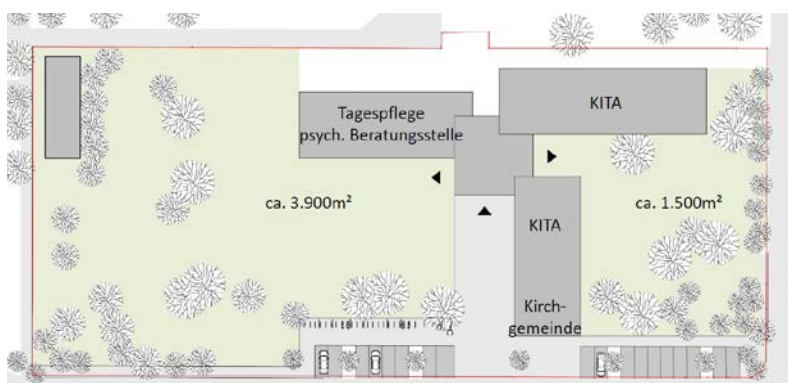 Tagespflege
psych. Beratungsstelle
KITA
ca. 3.900m²
ca. 1.500m²
KITA
Kirch-
gemeinde